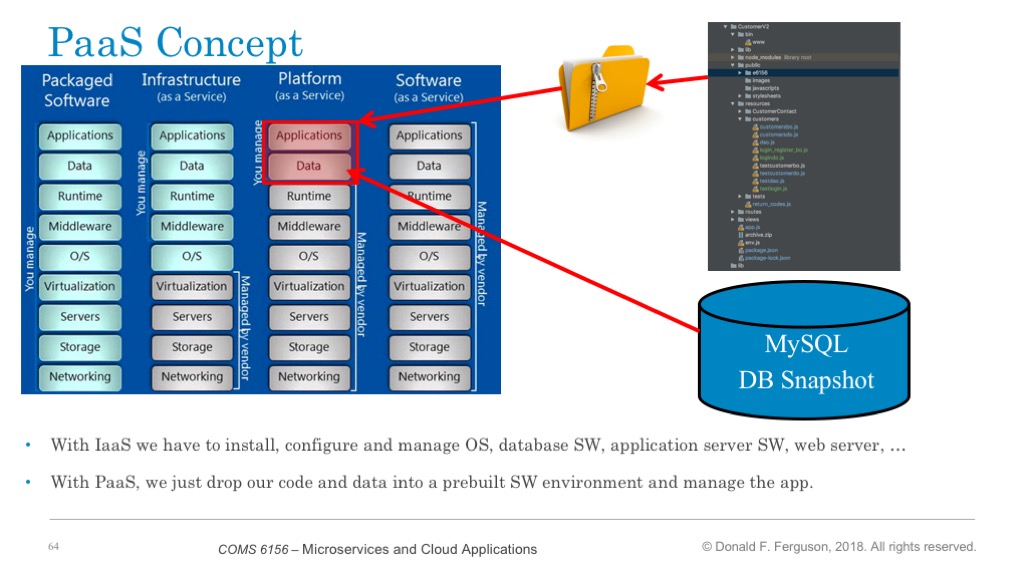 PaaS Concept
Packaged
Software
Infrastructure
(as a Service)
Platform
(as a Service)
Software
(as a Service)
You manage
Applications
Data
Runtime
Middleware
O/S
Virtualization
Servers
Storage
Networking
You manage
Applications
Data
Runtime
Middleware
O/S
Virtualization
Servers
Storage
Networking
Managed by vendor
You manage
Applications
Data
Runtime
Middleware
O/S
Virtualization
Servers
Storage
Networking
Managed by vendor
Applications
Data
Runtime
Middleware
O/S
Virtualization
Servers
Storage
Networking
Managed by vendor
CustomerV2
bin
www
lib
node_modules library root
public
e6156
images
javascripts
stylesheets
resources
CustomerContact
customers
customersbo.js
customersdo.js
dao.js
login_register_bo.js
logindo.js
testcustomerbo.js
testcustomerdo.js
testdao.js
testlogin.js
tests
return_codes.js
routes
views
app.js
archive.zip
env.js
package.json
package-lock.json
lib
MySQL
DB Snapshot
• With IaaS we have to install, configure and manage OS, database SW, application server SW, web server, …
• With PaaS, we just drop our code and data into a prebuilt SW environment and manage the app.
64
COMS 6156 – Microservices and Cloud Applications
© Donald F. Ferguson, 2018. All rights reserved.